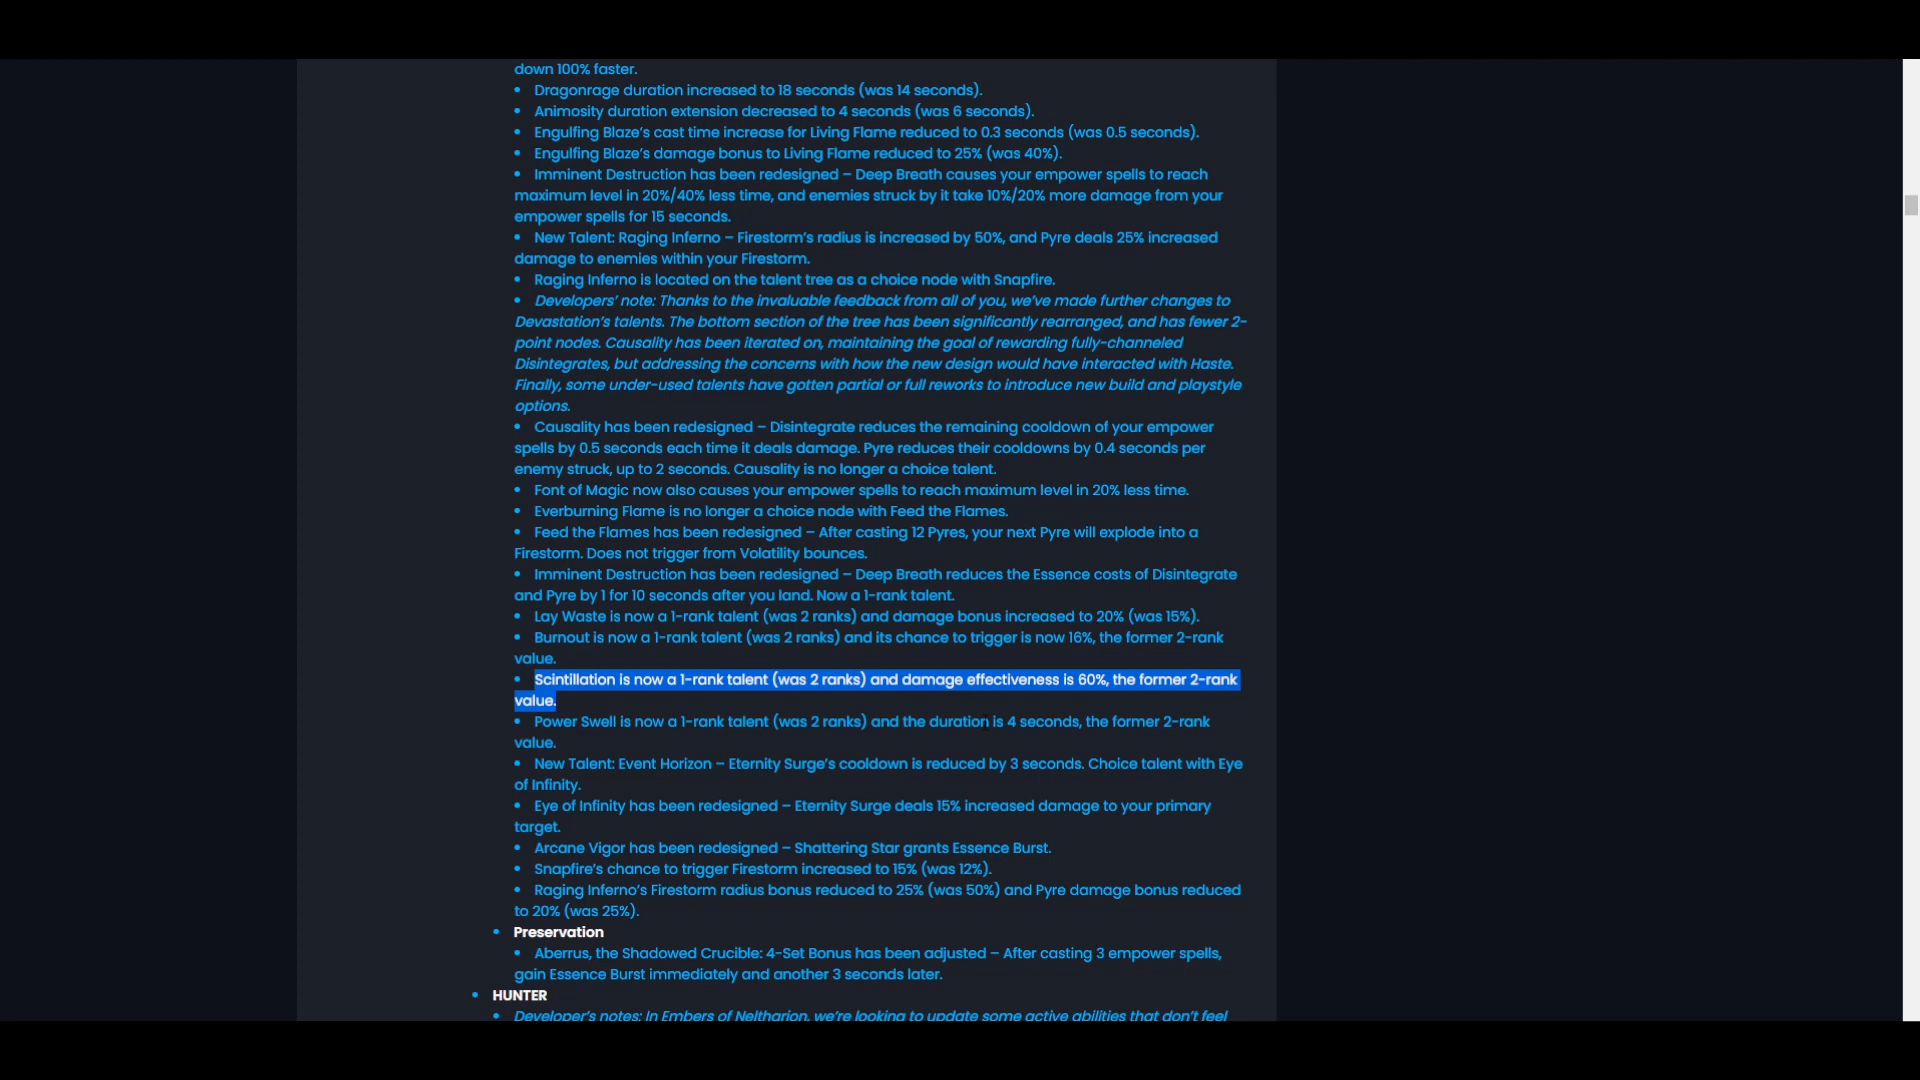 down 100% faster.
• Dragonrage duration increased to 18 seconds (was 14 seconds).
• Animosity duration extension decreased to 4 seconds (was 6 seconds).
• Engulfing Blaze’s cast time increase for Living Flame reduced to 0.3 seconds (was 0.5 seconds).
• Engulfing Blaze’s damage bonus to Living Flame reduced to 25% (was 40%).
• Imminent Destruction has been redesigned – Deep Breath causes your empower spells to reach
maximum level in 20%/40% less time, and enemies struck by it take 10%/20% more damage from your
empower spells for 15 seconds.
• New Talent: Raging Inferno – Firestorm’s radius is increased by 50%, and Pyre deals 25% increased
damage to enemies within your Firestorm.
• Raging Inferno is located on the talent tree as a choice node with Snapfire.
• Developers’ note: Thanks to the invaluable feedback from all of you, we’ve made further changes to
Devastation’s talents. The bottom section of the tree has been significantly rearranged, and has fewer 2-
point nodes. Causality has been iterated on, maintaining the goal of rewarding fully-channeled
Disintegrates, but addressing the concerns with how the new design would have interacted with Haste.
Finally, some under-used talents have gotten partial or full reworks to introduce new build and playstyle
options.
• Causality has been redesigned – Disintegrate reduces the remaining cooldown of your empower
spells by 0.5 seconds each time it deals damage. Pyre reduces their cooldowns by 0.4 seconds per
enemy struck, up to 2 seconds. Causality is no longer a choice talent.
• Font of Magic now also causes your empower spells to reach maximum level in 20% less time.
• Everburning Flame is no longer a choice node with Feed the Flames.
• Feed the Flames has been redesigned – After casting 12 Pyres, your next Pyre will explode into a
Firestorm. Does not trigger from Volatility bounces.
• Imminent Destruction has been redesigned – Deep Breath reduces the Essence costs of Disintegrate
and Pyre by 1 for 10 seconds after you land. Now a 1-rank talent.
• Lay Waste is now a 1-rank talent (was 2 ranks) and damage bonus increased to 20% (was 15%).
• Burnout is now a 1-rank talent (was 2 ranks) and its chance to trigger is now 16%, the former 2-rank
value.
• Scintillation is now a 1-rank talent (was 2 ranks) and damage effectiveness is 60%, the former 2-rank
value.
• Power Swell is now a 1-rank talent (was 2 ranks) and the duration is 4 seconds, the former 2-rank
value.
• New Talent: Event Horizon – Eternity Surge’s cooldown is reduced by 3 seconds. Choice talent with Eye
of Infinity.
• Eye of Infinity has been redesigned – Eternity Surge deals 15% increased damage to your primary
target.
• Arcane Vigor has been redesigned – Shattering Star grants Essence Burst.
• Snapfire’s chance to trigger Firestorm increased to 15% (was 12%).
• Raging Inferno’s Firestorm radius bonus reduced to 25% (was 50%) and Pyre damage bonus reduced
to 20% (was 25%).
• Preservation
• Aberrus, the Shadowed Crucible: 4-Set Bonus has been adjusted – After casting 3 empower spells,
gain Essence Burst immediately and another 3 seconds later.
• HUNTER
• Developer’s notes: In Embers of Neltharion, we’re looking to update some active abilities that don’t feel